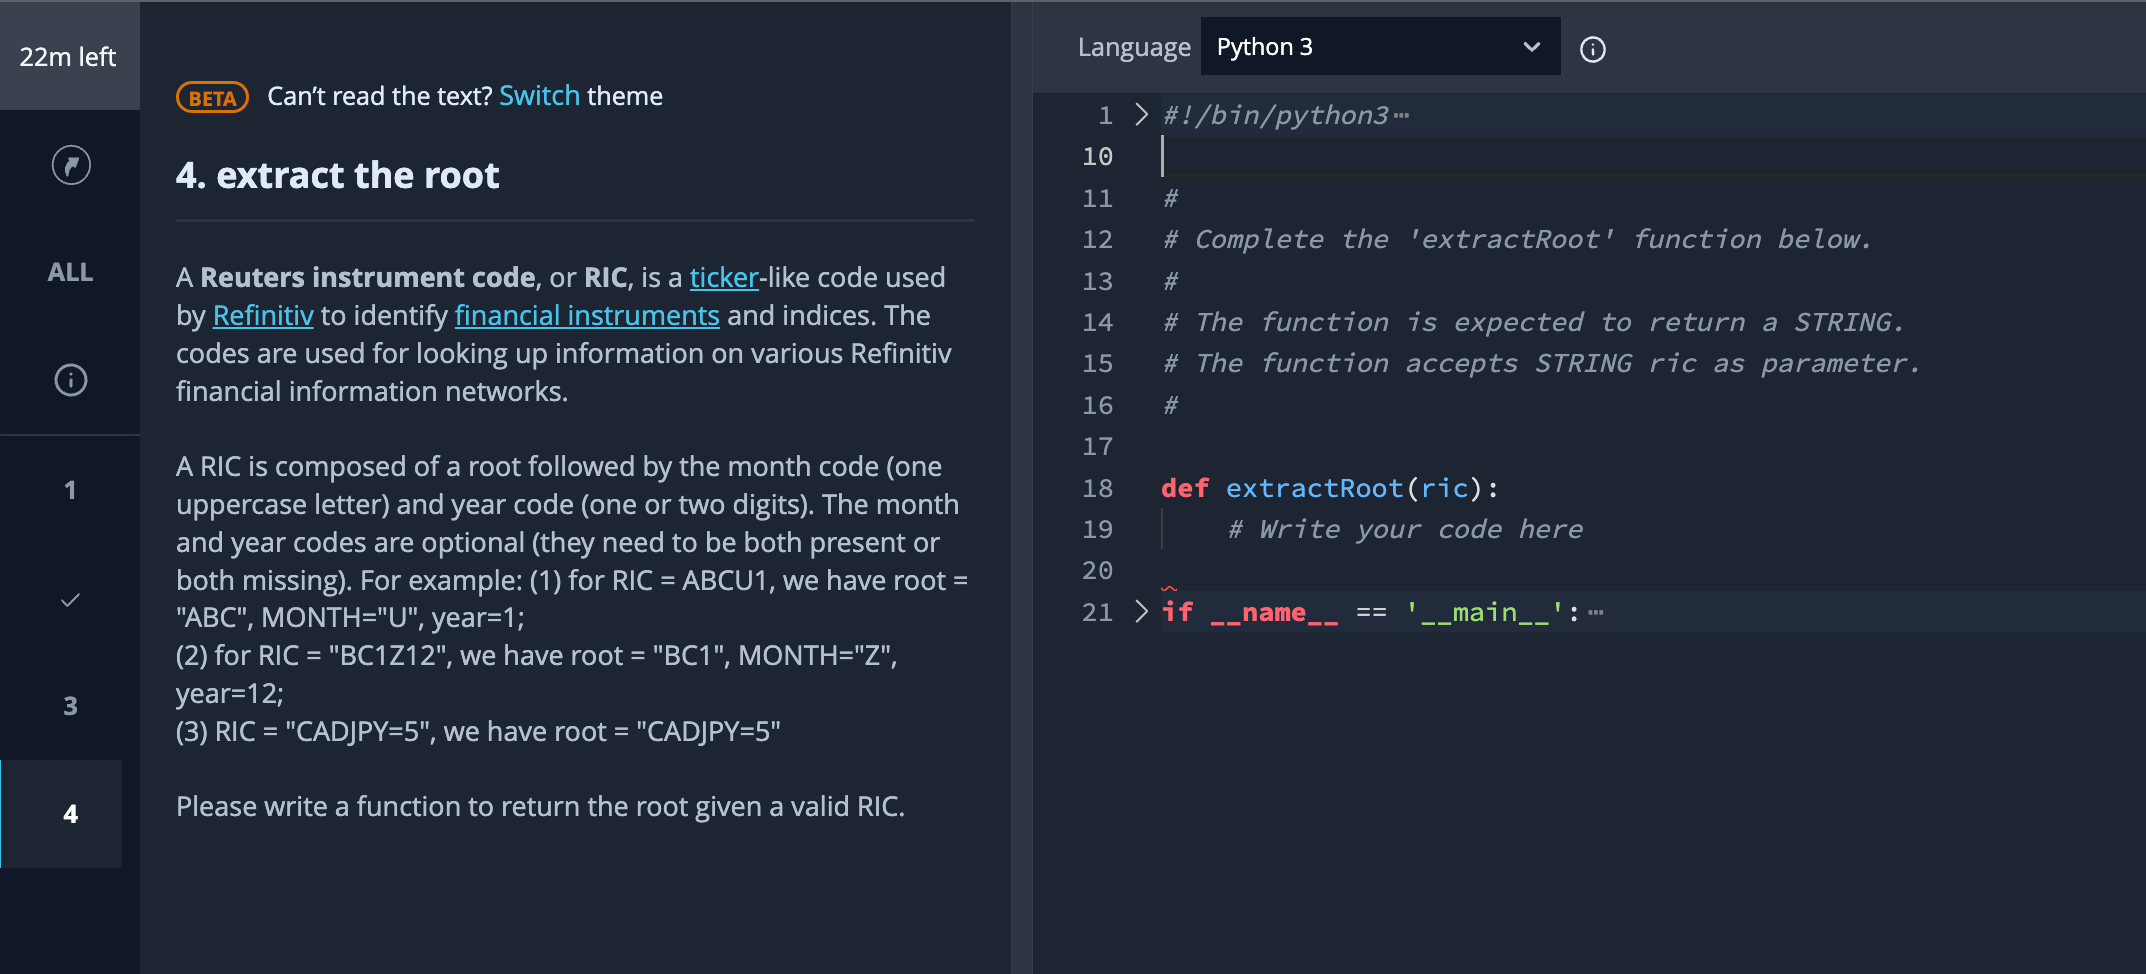 22m left
ALL
1
3
4
BETA Can't read the text? Switch theme
4. extract the root
A Reuters instrument code, or RIC, is a ticker-like code used
by Refinitiv to identify financial instruments and indices. The
codes are used for looking up information on various Refinitiv
financial information networks.
A RIC is composed of a root followed by the month code (one
uppercase letter) and year code (one or two digits). The month
and year codes are optional (they need to be both present or
both missing). For example: (1) for RIC = ABCU1, we have root =
"ABC", MONTH="U", year=1;
(2) for RIC = "BC1Z12", we have root = "BC1", MONTH="Z",
year=12;
(3) RIC = "CADJPY=5", we have root = "CADJPY=5"
Please write a function to return the root given a valid RIC.
Language Python 3
1 #!/bin/python3
10
11 #
12 # Complete the 'extractRoot' function below.
13 #
14 # The function is expected to return a STRING.
15 # The function accepts STRING ric as parameter.
16 #
17
18 def extractRoot(ric):
19 # Write your code here
20
21 if __name__ == '__main__':